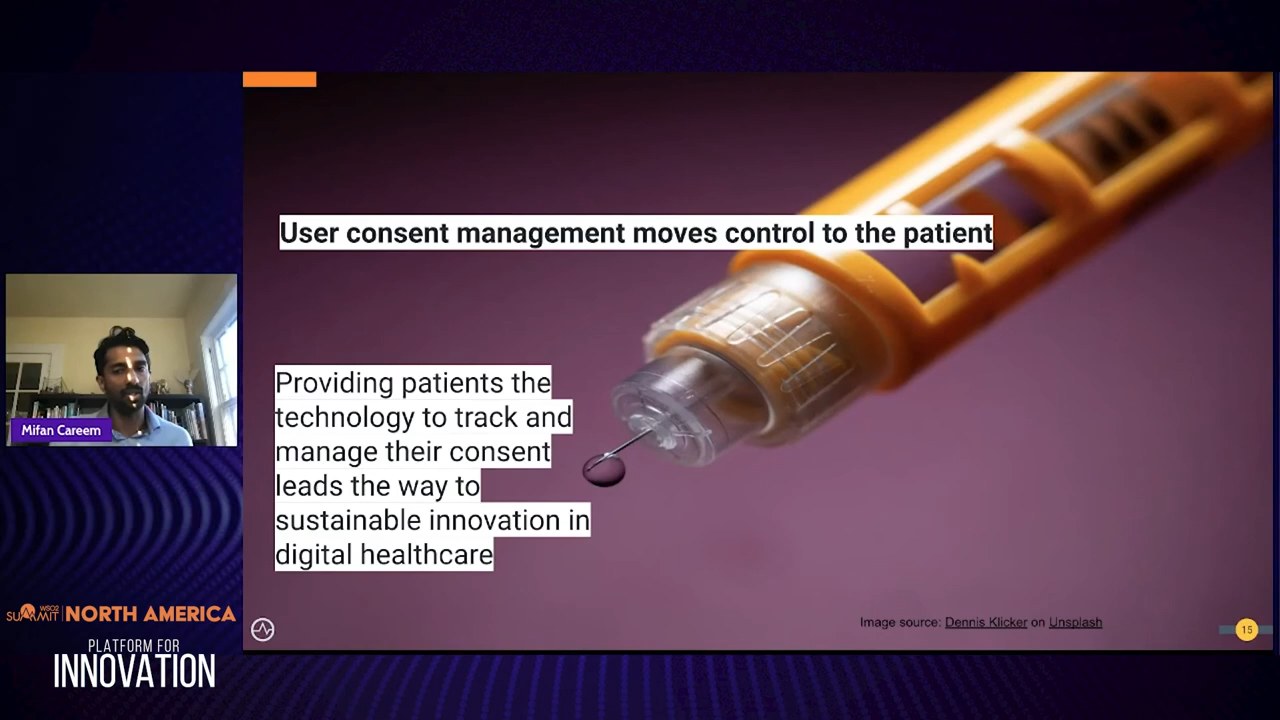 User consent management moves control to the patient
Providing patients the
technology to track and
manage their consent
leads the way to
sustainable innovation in
digital healthcare
Mifan Careem
WSO2
SUMMIT NORTH AMERICA
PLATFORM FOR
INNOVATION
Image source: Dennis Klicker on Unsplash
15